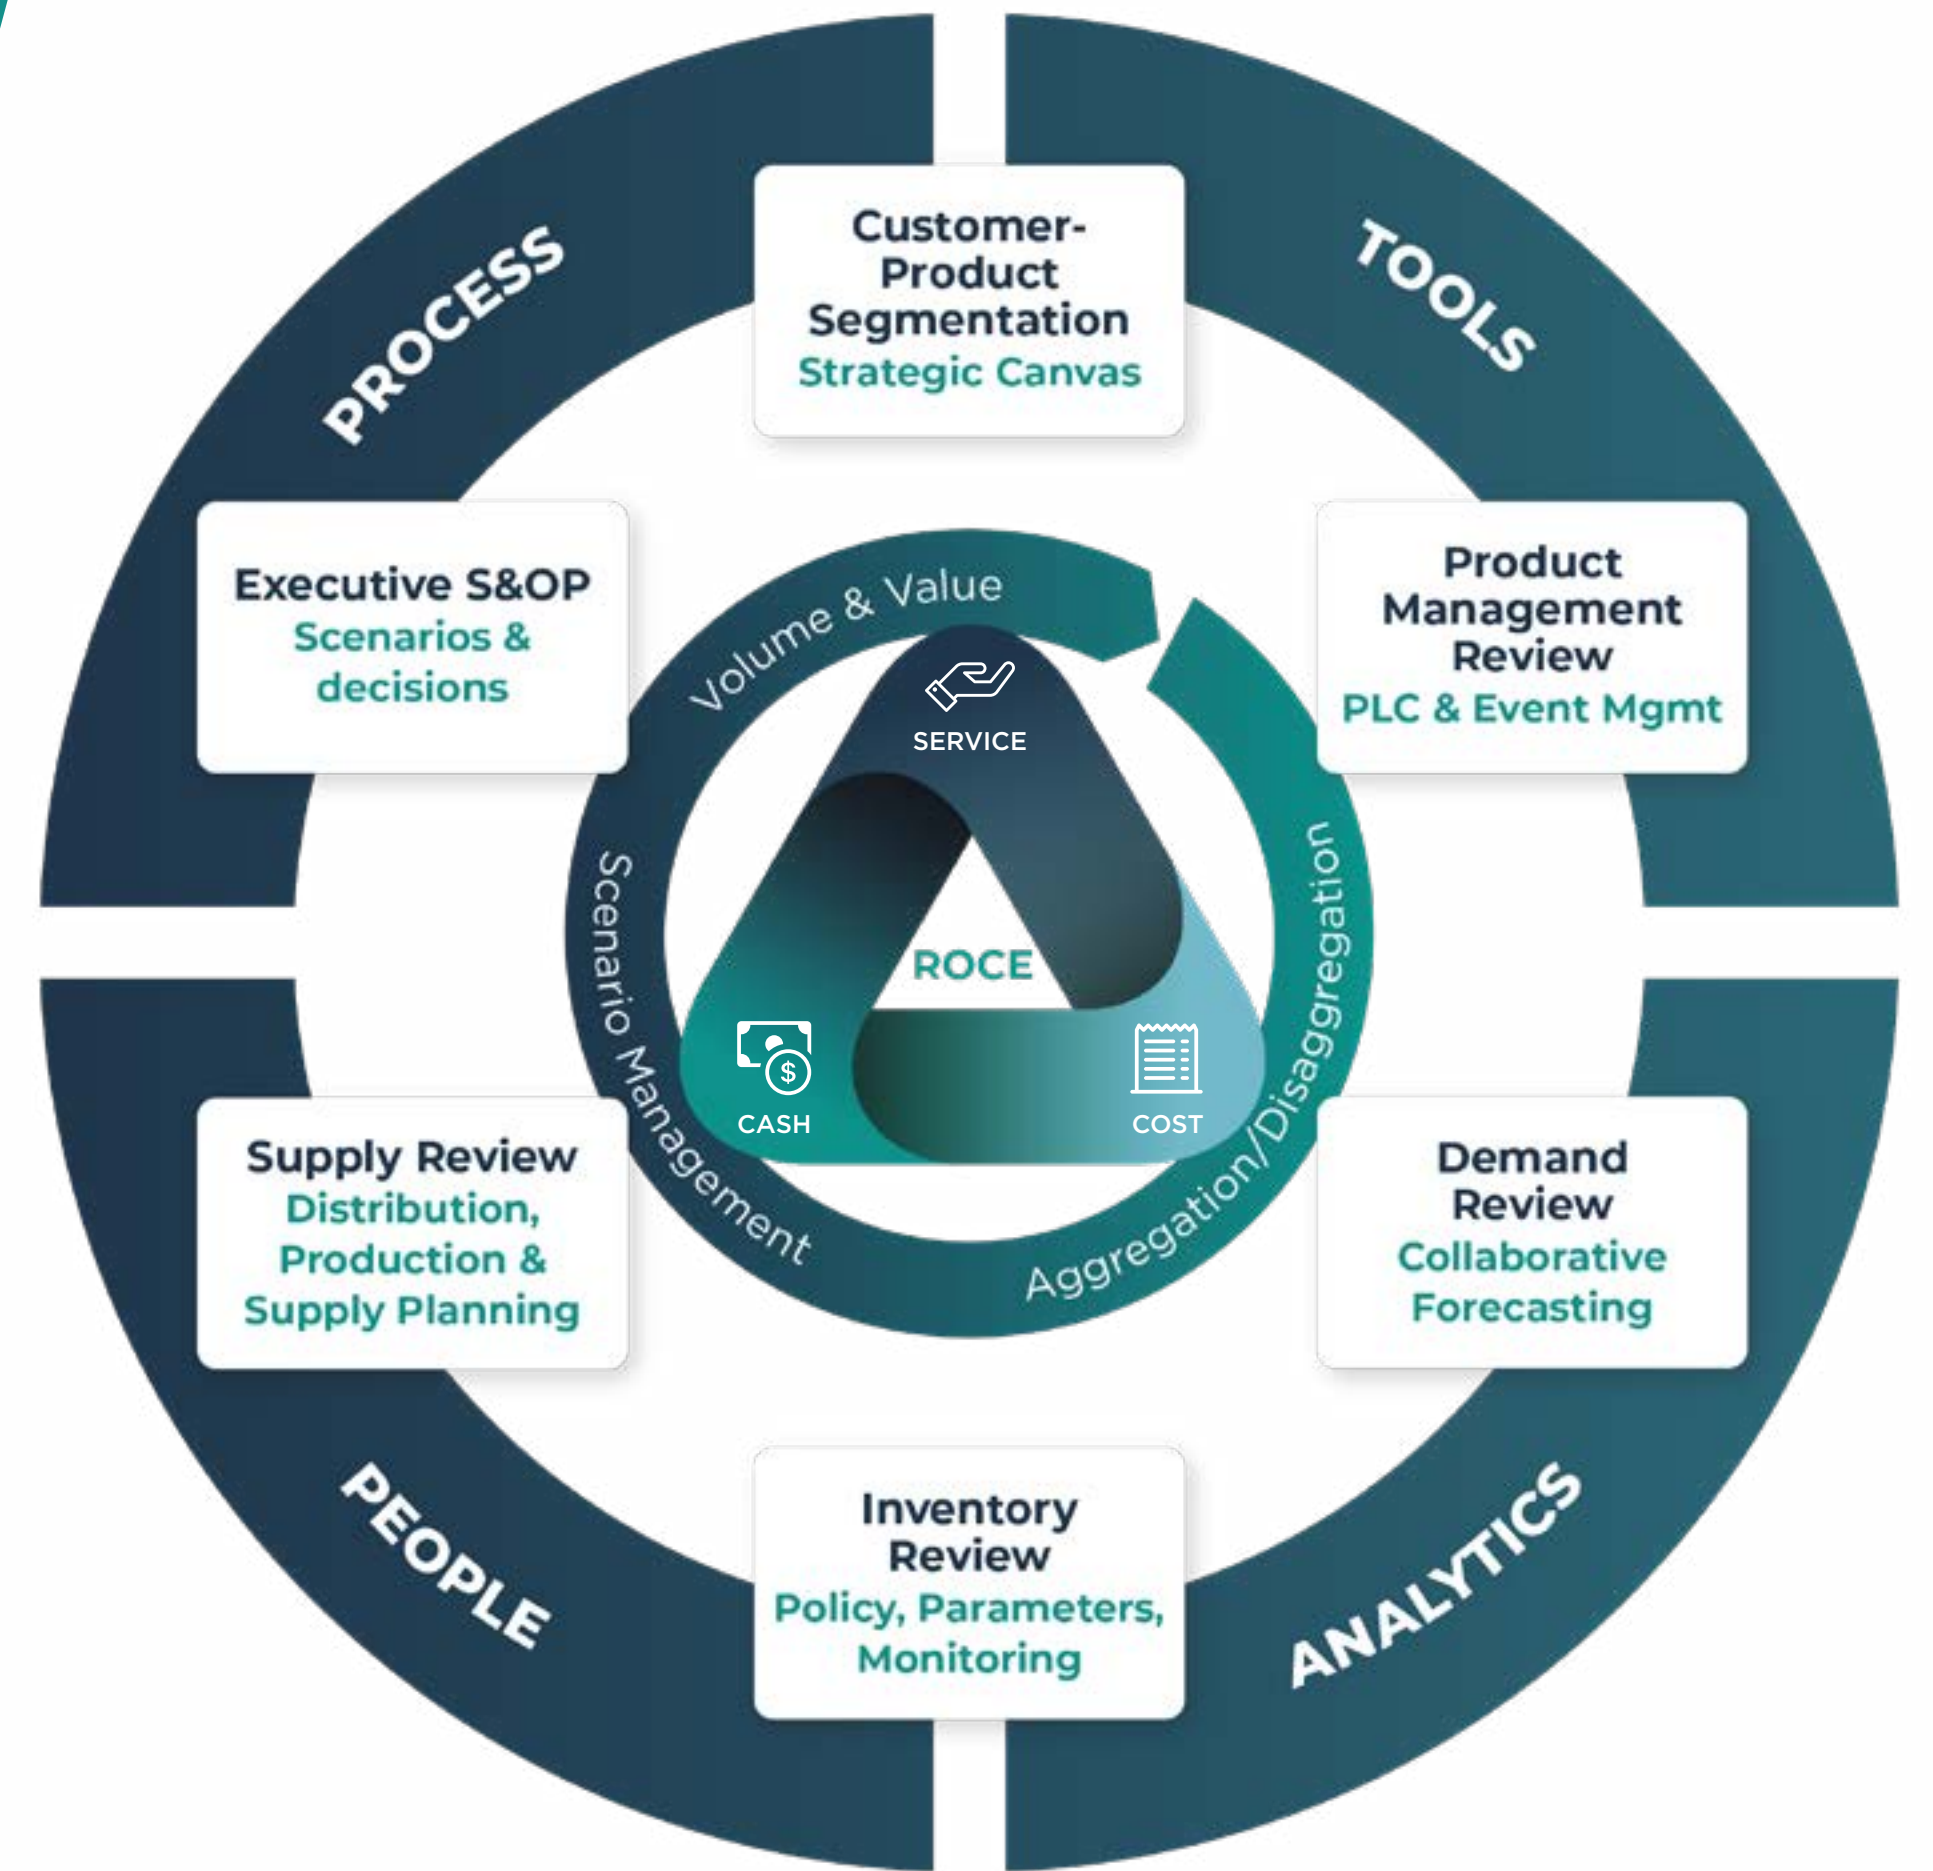 PROCESS
TOOLS
Customer-
Product
Segmentation
Strategic Canvas
Executive S&OP
Scenarios &
decisions
Product
Management
Review
PLC & Event Mgmt
Volume & Value
SERVICE
Scenario Management
Aggregation/Disaggregation
ROCE
$
CASH
COST
Supply Review
Distribution,
Production &
Supply Planning
Demand
Review
Collaborative
Forecasting
Inventory
Review
Policy, Parameters,
Monitoring
PEOPLE
ANALYTICS